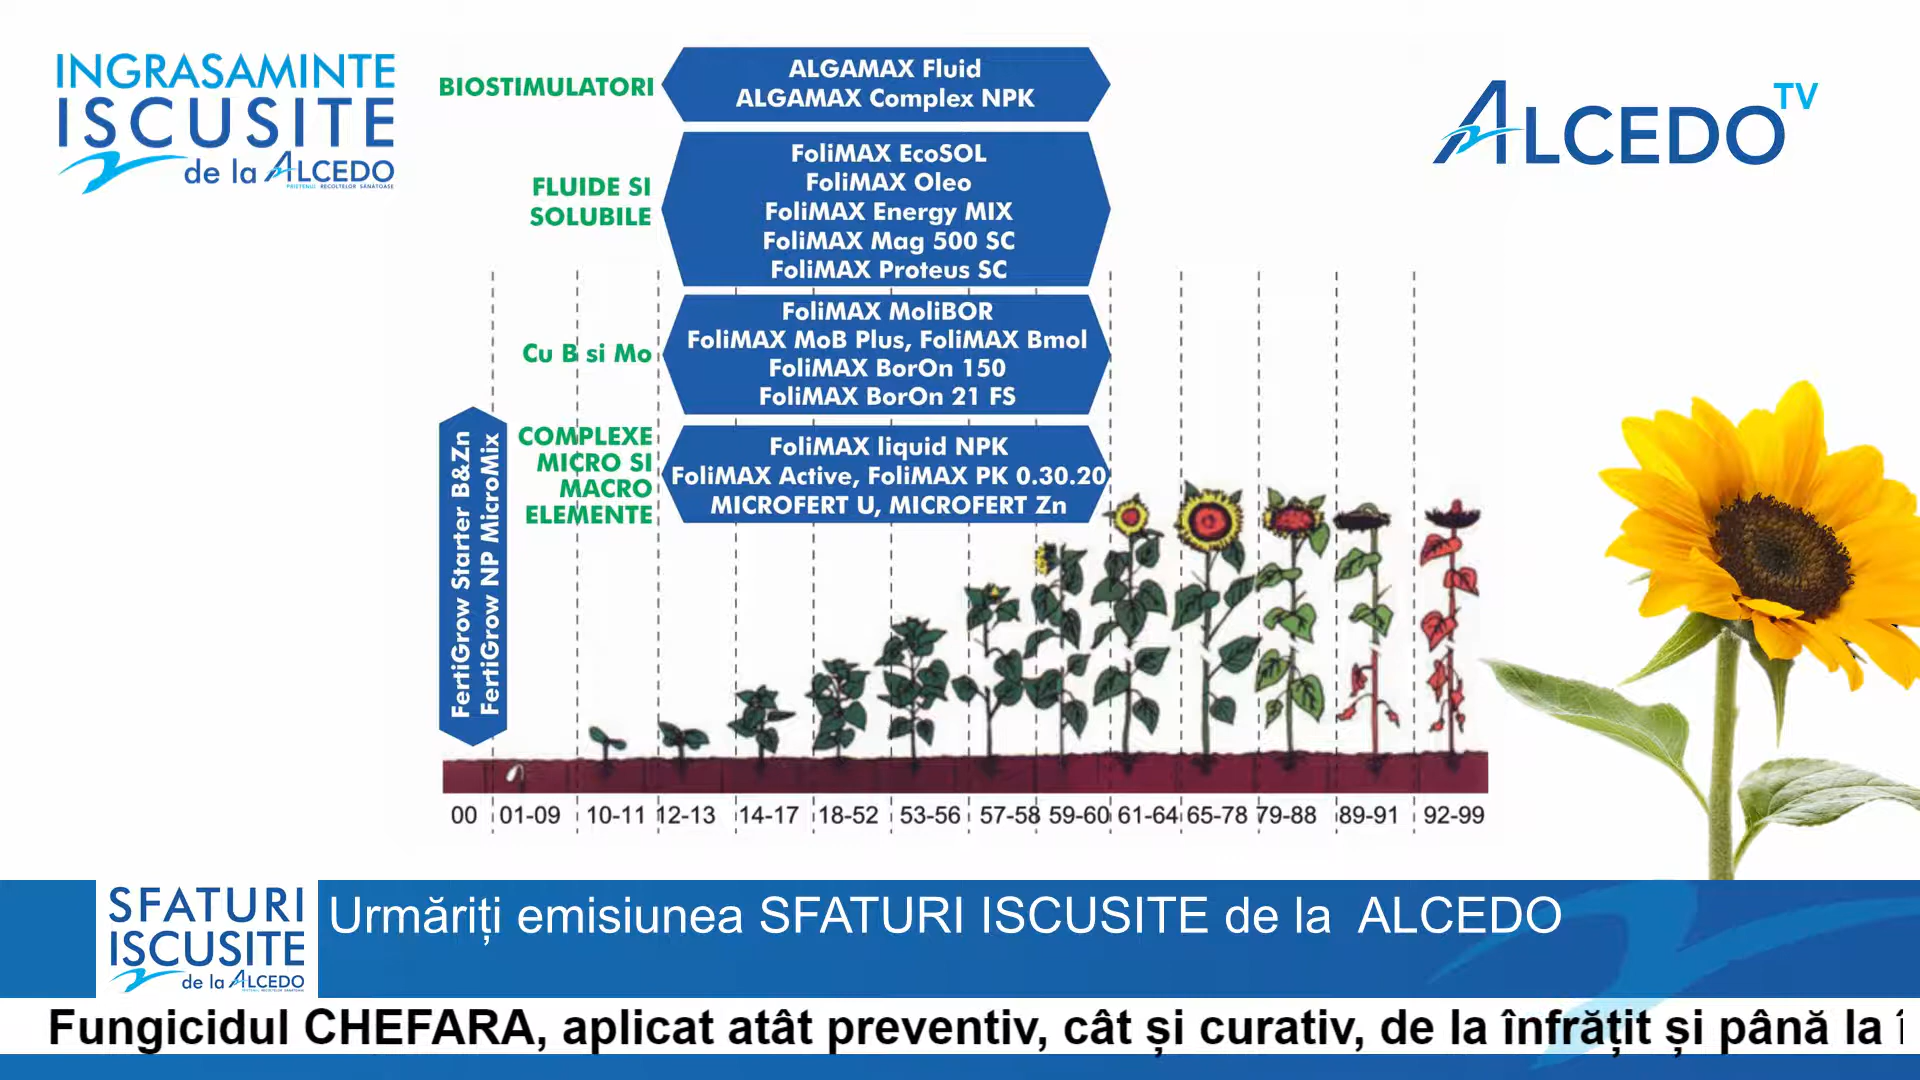 INGRASAMINTE
ISCUSITE
de la ALCEDO
PRIETENUL RECOLTELOR SĂNĂTOASE
ALCEDO TV
BIOSTIMULATORI
ALGAMAX Fluid
ALGAMAX Complex NPK
FLUIDE SI
SOLUBILE
FoliMAX EcoSOL
FoliMAX Oleo
FoliMAX Energy MIX
FoliMAX Mag 500 SC
FoliMAX Proteus SC
Cu B si Mo
FoliMAX MoliBOR
FoliMAX MoB Plus, FoliMAX Bmol
FoliMAX BorOn 150
FoliMAX BorOn 21 FS
COMPLEXE
MICRO SI
MACRO
ELEMENTE
FoliMAX liquid NPK
FoliMAX Active, FoliMAX PK 0.30.20
MICROFERT U, MICROFERT Zn
FertiGrow Starter B&Zn
FertiGrow NP MicroMix
00 01-09 10-11 12-13 14-17 18-52 53-56 57-58 59-60 61-64 65-78 79-88 89-91 92-99
SFATURI
ISCUSITE
de la ALCEDO
Urmăriți emisiunea SFATURI ISCUSITE de la ALCEDO
Fungicidul CHEFARA, aplicat atât preventiv, cât și curativ, de la înfrățit și până la